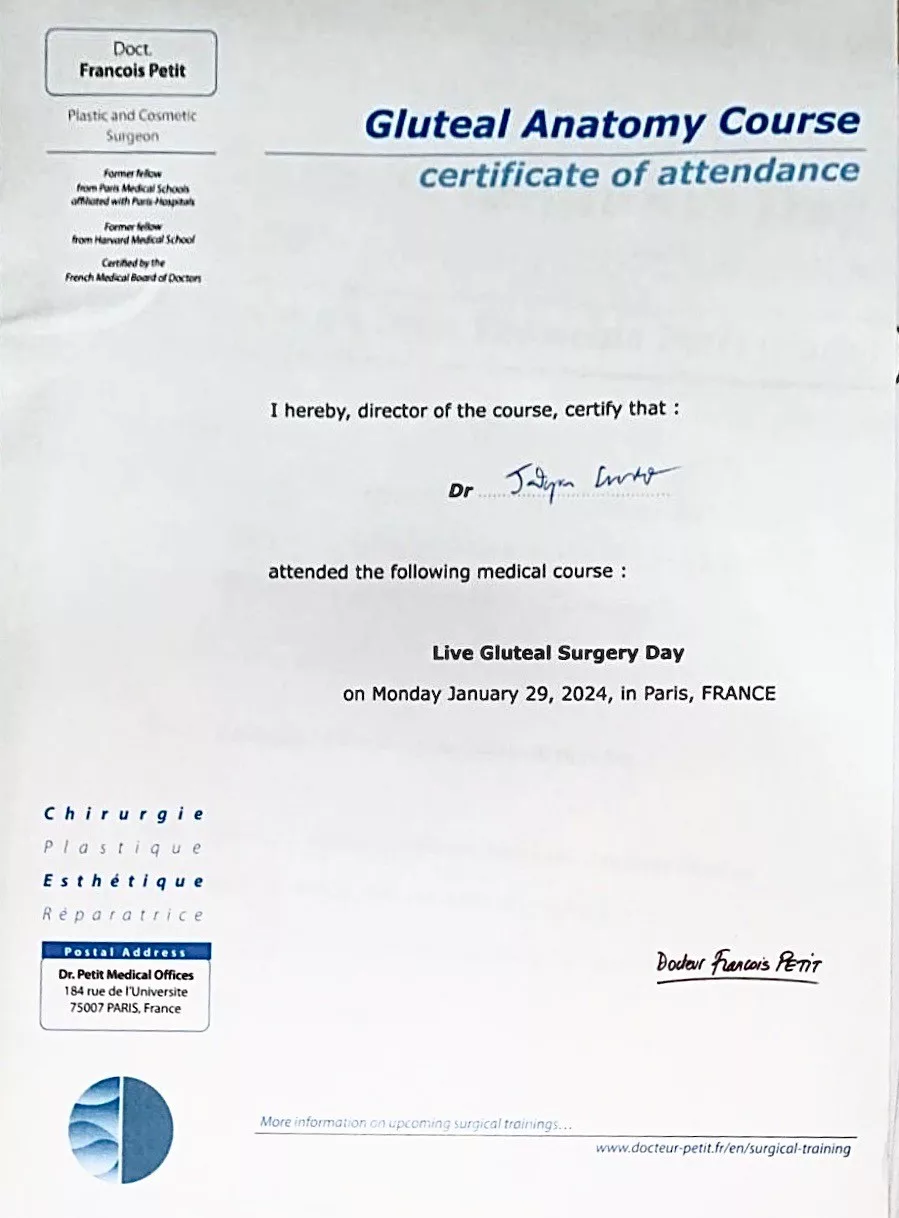 Doct.
Francois Petit
Plastic and Cosmetic
Surgeon
Former fellow
from Paris Medical Schools
affiliated with Paris Hospitals
Former fellow
from Harvard Medical School
Certified by the
French Medical Board of Doctors
Gluteal Anatomy Course
certificate of attendance
I hereby, director of the course, certify that :
Dr
attended the following medical course :
Live Gluteal Surgery Day
on Monday January 29, 2024, in Paris, FRANCE
Chirurgie
Plastique
Esthétique
Réparatrice
Postal Address
Dr. Petit Medical Offices
184 rue de l'Universite
75007 PARIS, France
Docteur Francois PETIT
More information on upcoming surgical trainings...
www.docteur-petit.fr/en/surgical-training